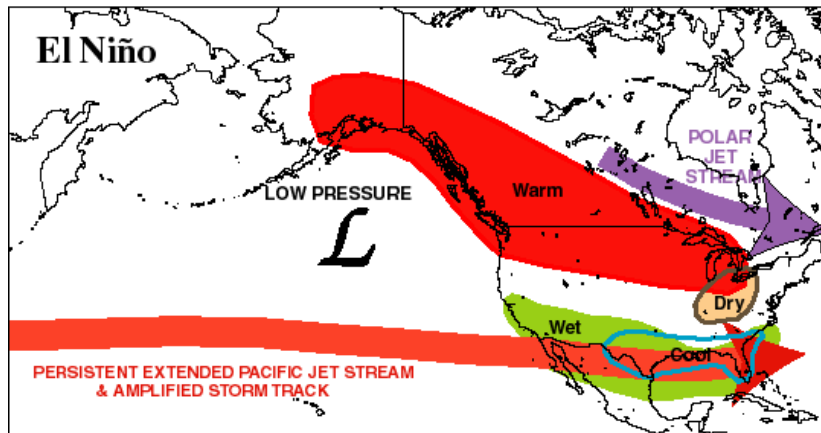 El Niño
POLAR
JET
STREAM
Warm
LOW PRESSURE
L
Dry
Wet
Cool
PERSISTENT EXTENDED PACIFIC JET STREAM
& AMPLIFIED STORM TRACK